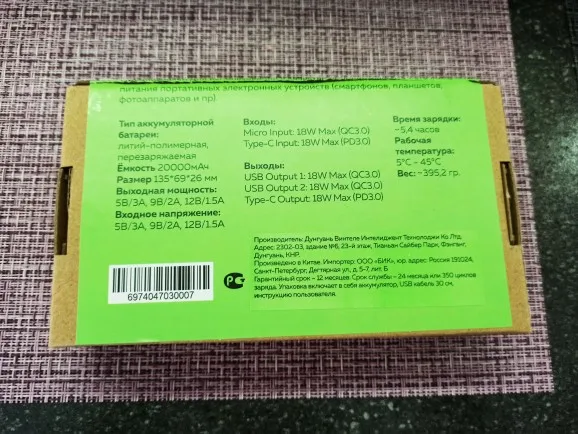 питания портативных электронных устройств (смартфонов, планшетов,
фотоаппаратов и пр).
Тип аккумуляторной
батареи:
литий-полимерная,
перезаряжаемая
Ёмкость 20000мАч
Размер 135*69*26 мм
Выходная мощность:
5В/3А, 9В/2А, 12В/1.5А
Входное напряжение:
5В/3А, 9В/2А, 12В/1.5А
Входы:
Micro Input: 18W Max (QC3.0)
Type-C Input: 18W Max (PD3.0)
Выходы:
USB Output 1: 18W Max (QC3.0)
USB Output 2: 18W Max (QC3.0)
Type-C Output: 18W Max (PD3.0)
Время зарядки:
~5,4 часов
Рабочая
температура:
5°C - 45°C
Вес: ~395,2 гр.
Производитель: Дунгуань Винтеле Интеллиджент Технолоджи Ко Лтд.
Адрес: 2302-03, здание №6, 23-й этаж, Тианан Сайбер Парк, Фэнганг,
Дунгуань, КНР.
Произведено в Китае. Импортер: ООО «БИК», юр. адрес: Россия 191024,
Санкт-Петербург, Дегтярная ул, д. 5-7, лит, Б
Гарантийный срок – 12 месяцев. Срок службы – 24 месяца или 350 циклов
заряда. Упаковка включает в себя аккумулятор, USB кабель 30 см,
инструкцию пользователя.
6974047030007
РС